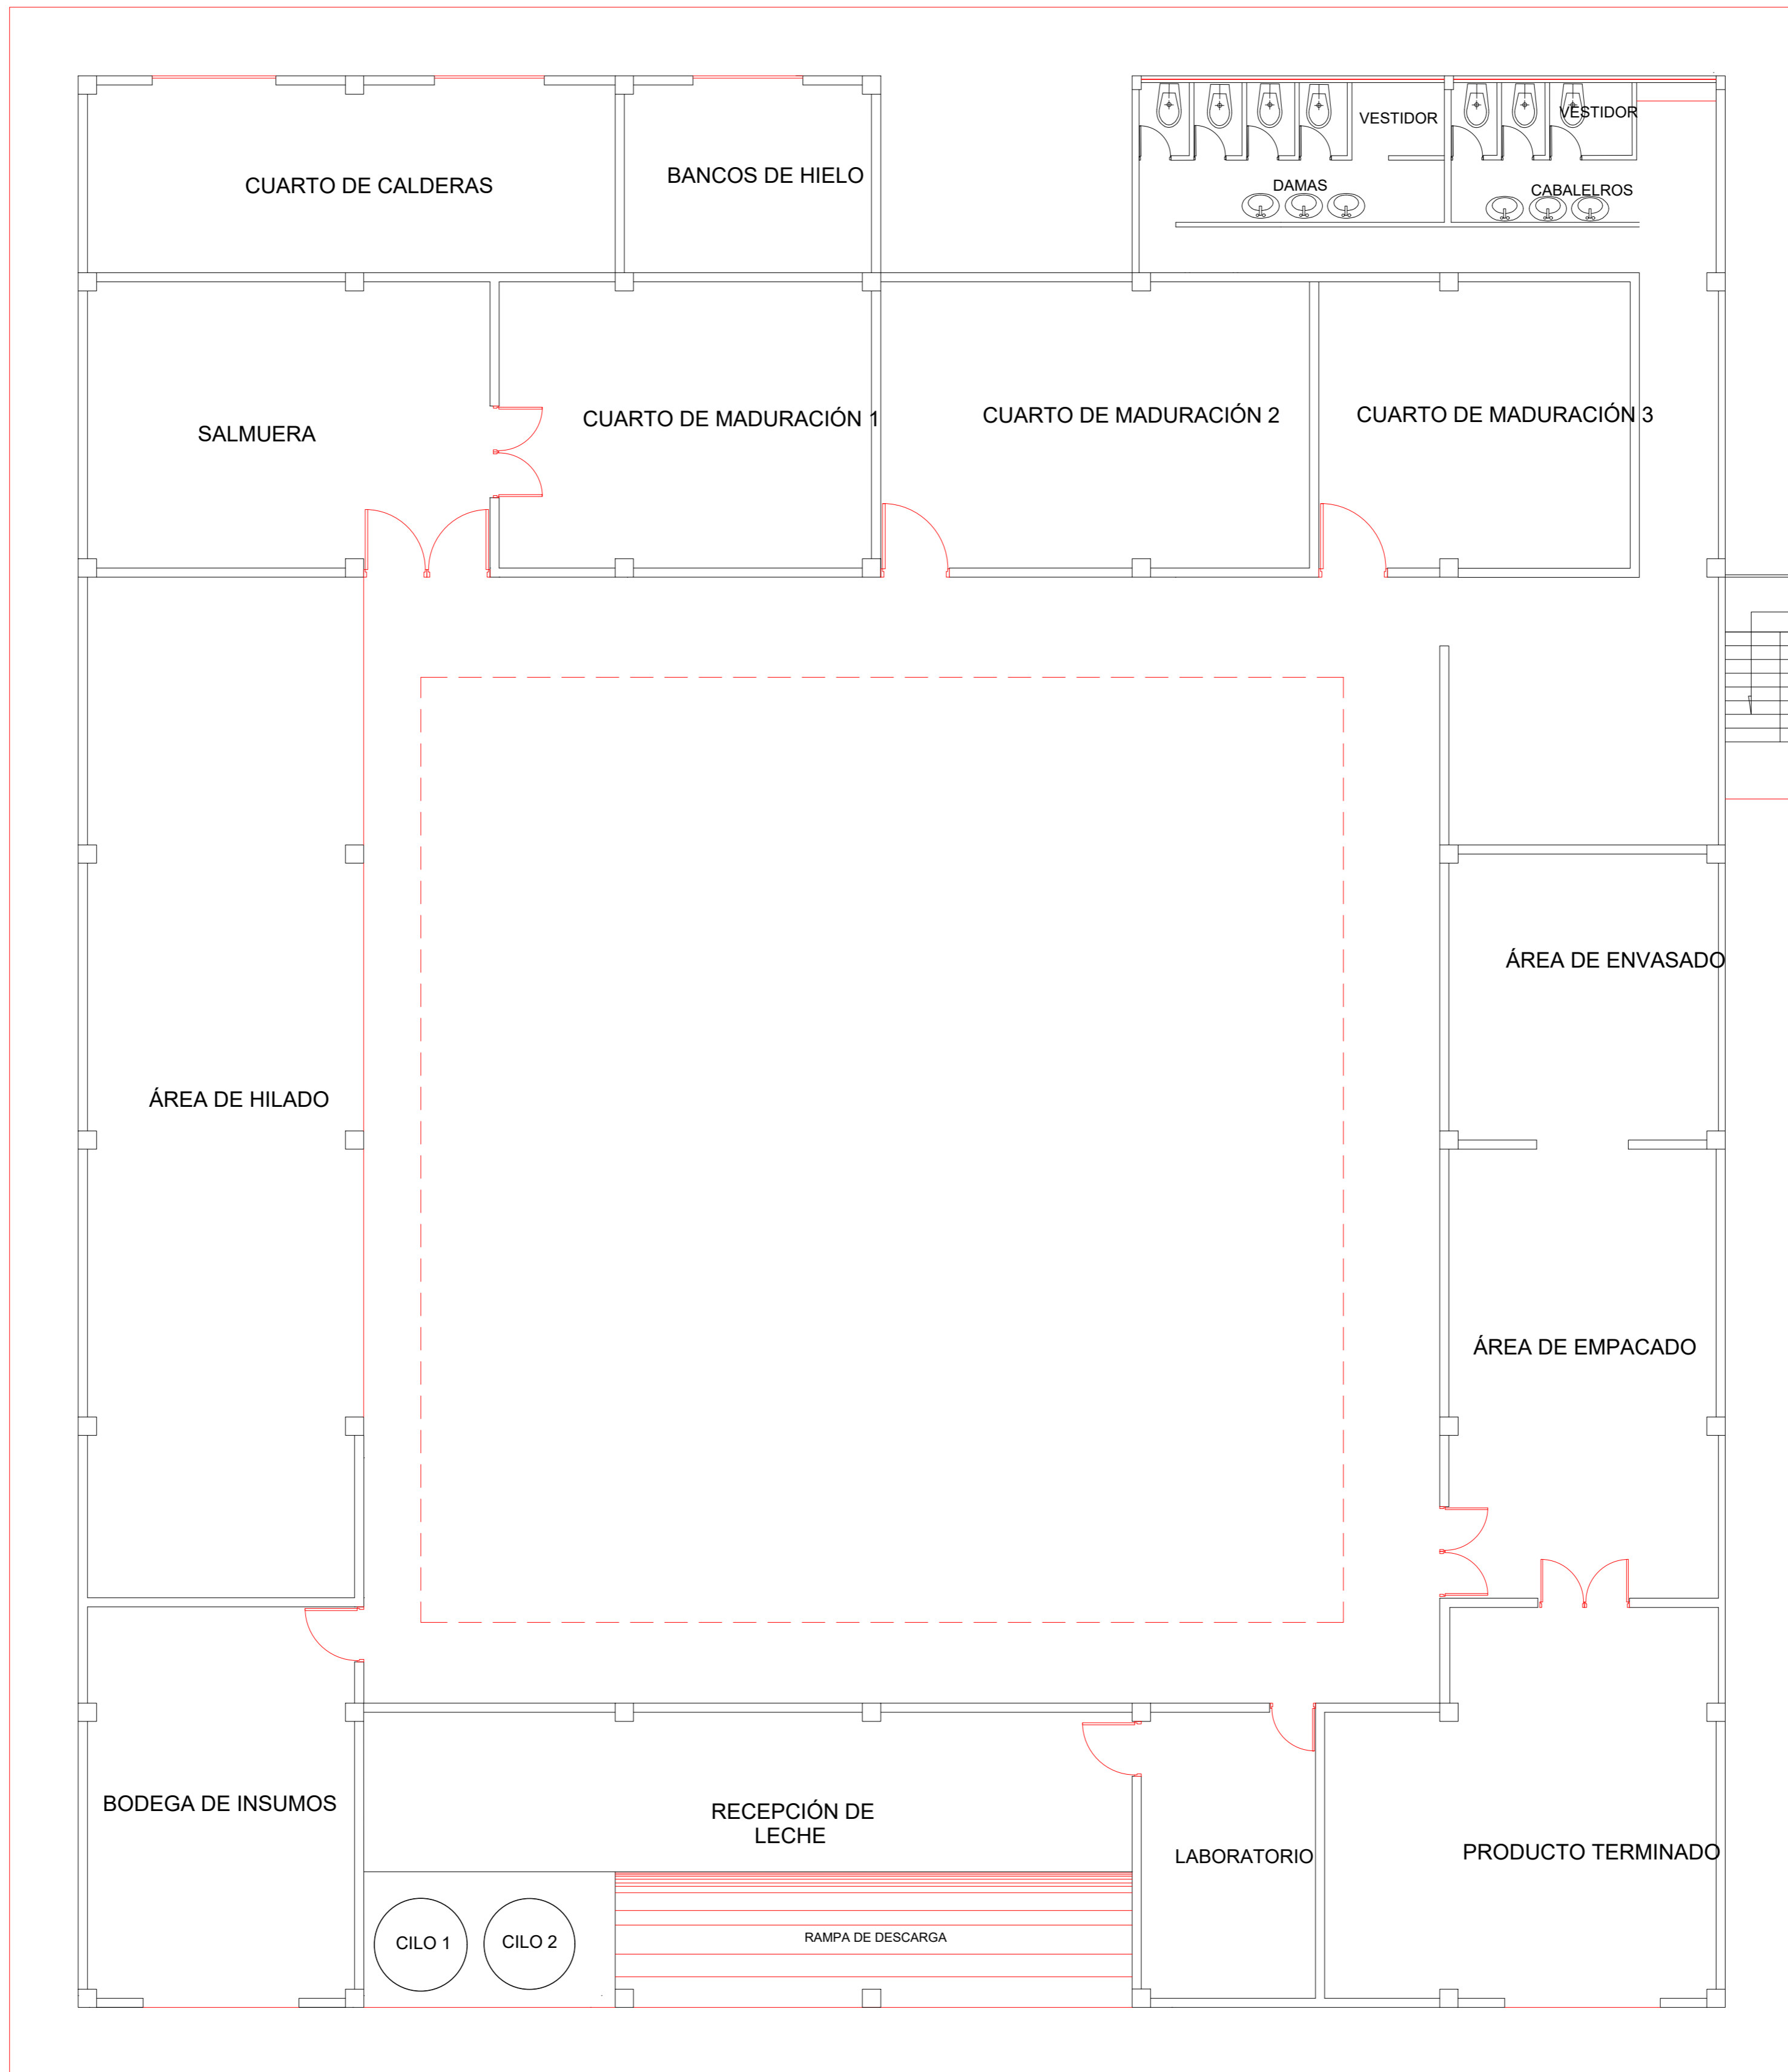 VESTIDOR
VESTIDOR
CUARTO DE CALDERAS
BANCOS DE HIELO
DAMAS
CABALELROS
SALMUERA
CUARTO DE MADURACIÓN 1
CUARTO DE MADURACIÓN 2
CUARTO DE MADURACIÓN 3
ÁREA DE ENVASADO
ÁREA DE HILADO
ÁREA DE EMPACADO
BODEGA DE INSUMOS
RECEPCIÓN DE
LECHE
LABORATORIO
PRODUCTO TERMINADO
CILO 1
CILO 2
RAMPA DE DESCARGA